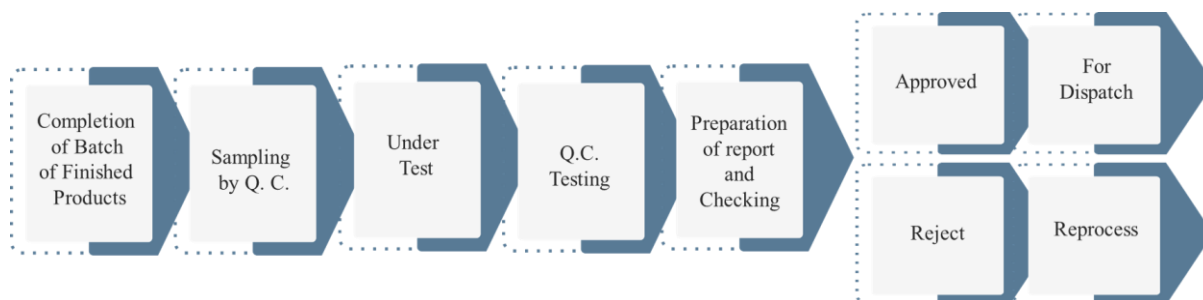 Completion
of Batch
of Finished
Products
Sampling
by Q. C.
Under
Test
Q.C.
Testing
Preparation
of report
and
Checking
Approved
For
Dispatch
Reject
Reprocess